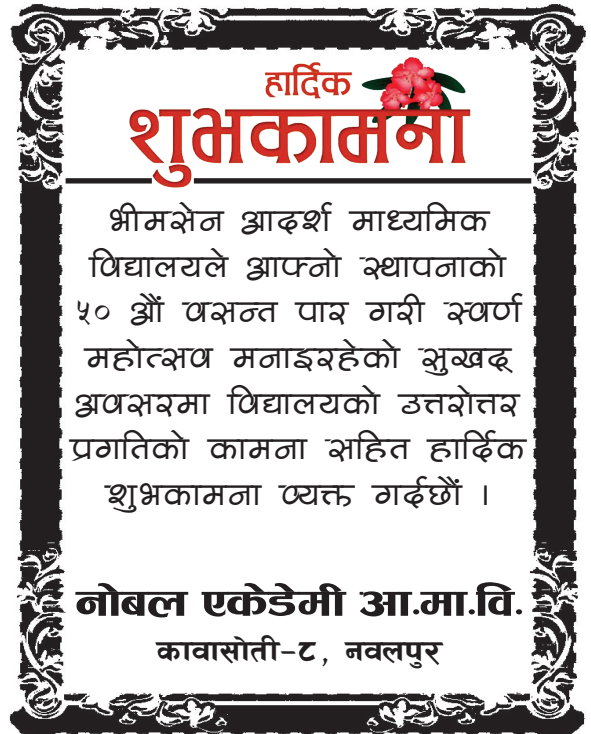 हार्दिक
शुभकामना
भीमसेन आदर्श माध्यमिक
विद्यालयले आफ्नो स्थापनाको
५० औं वसन्त पार गरी स्वर्ण
महोत्सव मनाइरहेको सुखद्
अवसरमा विद्यालयको उत्तरोत्तर
प्रगतिको कामना सहित हार्दिक
शुभकामना व्यक्त गर्दछौं ।
नोबल एकेडेमी आ.मा.वि.
कावासोती-८, नवलपुर